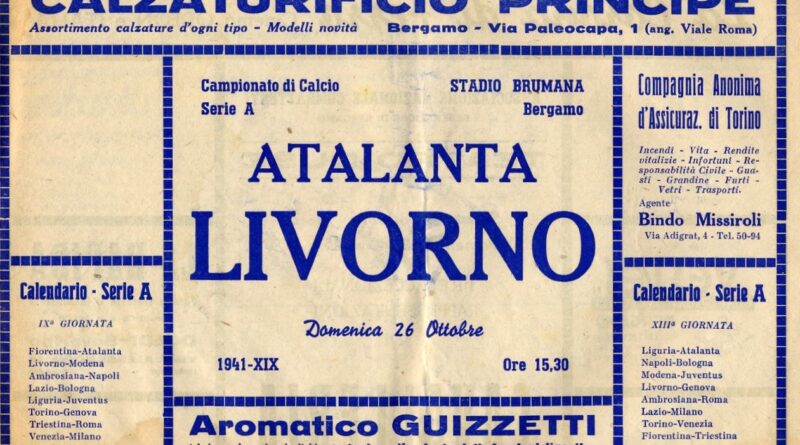 CALZATURIFICIO PRINCIPE
Assortimento calzature d'ogni tipo - Modelli novità Bergamo - Via Paleocapa, 1 (ang. Viale Roma)
Campionato di Calcio
Serie A
STADIO BRUMANA
Bergamo
ATALANTA
LIVORNO
Domenica 26 Ottobre
1941-XIX
Ore 15,30
Aromatico GUIZZETTI
Compagnia Anonima
d'Assicuraz. di Torino
Incendi - Vita - Rendite
vitalizie - Infortuni - Re-
sponsabilità Civile - Gua-
sti - Grandine - Furti -
Vetri - Trasporti.
Agente
Bindo Missiroli
Via Adigrat, 4 - Tel. 50-94
Calendario - Serie A
IXª GIORNATA
Fiorentina-Atalanta
Livorno-Modena
Ambrosiana-Napoli
Lazio-Bologna
Liguria-Juventus
Torino-Genova
Triestina-Roma
Venezia-Milano
Calendario - Serie A
XIIIª GIORNATA
Liguria-Atalanta
Napoli-Bologna
Modena-Juventus
Livorno-Genova
Lazio-Milano
Fiorentina-Triestina